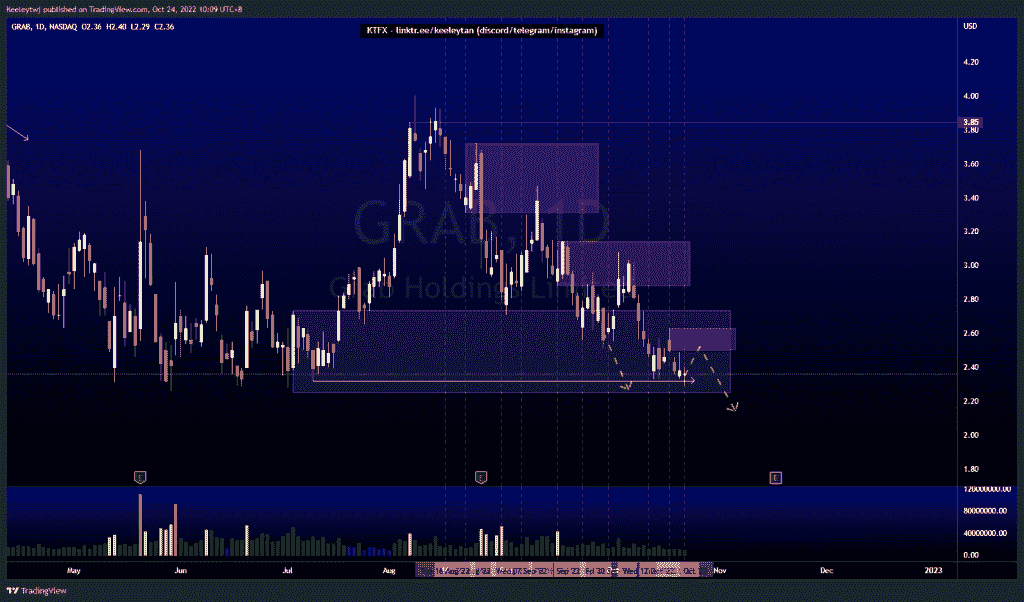 Keeleytwj published on TradingView.com, Oct 24, 2022 10:09 UTC+8
GRAB, 1D, NASDAQ O2.36 H2.40 L2.29 C2.36
KTFX - linktr.ee/keeleytan (discord/telegram/instagram)
USD
4.20
4.00
3.85
3.80
3.60
3.40
3.20
3.00
2.80
2.60
2.40
2.20
2.00
1.80
GRAB, 1D
Grab Holdings Limited
120000000.00
80000000.00
40000000.00
0.00
May Jun Jul Aug Nov Dec 2023
TradingView